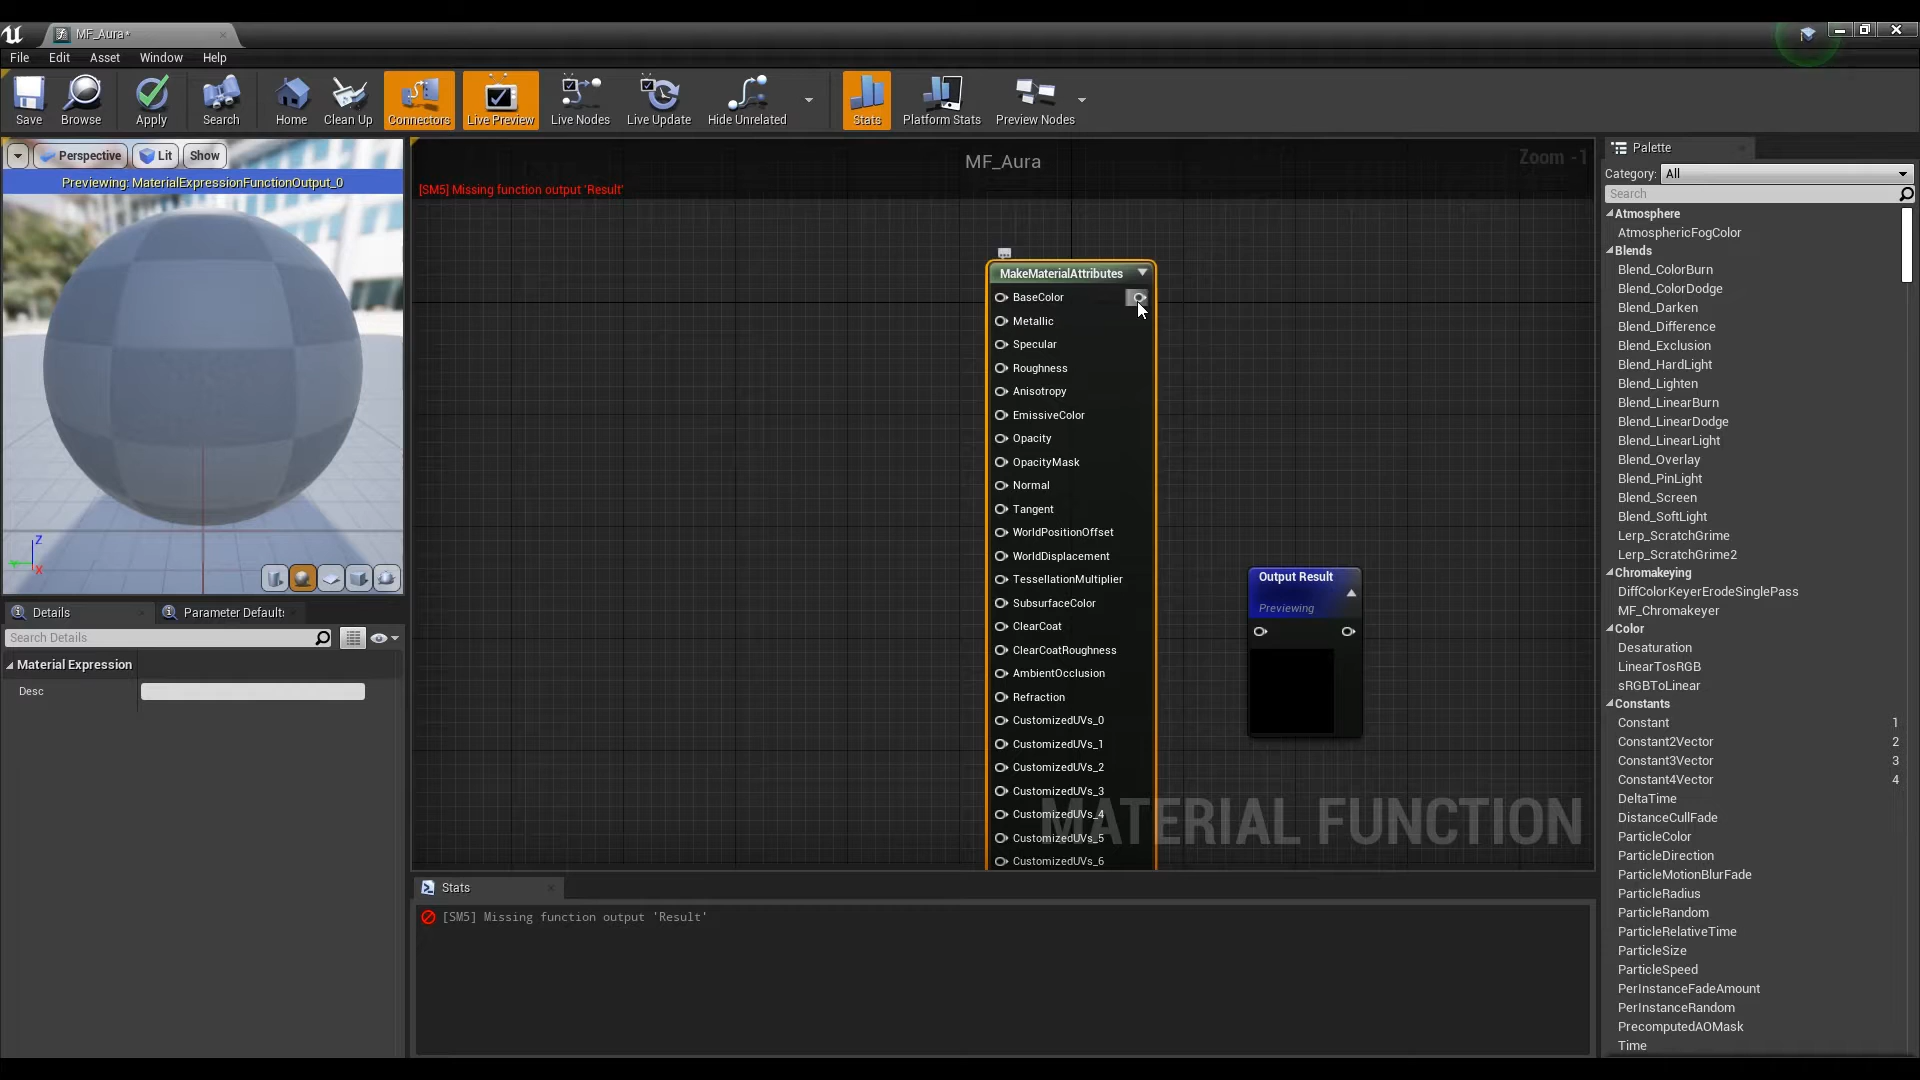 MF_Aura*
File Edit Asset Window Help
Save Browse Apply Search Home Clean Up Connectors Live Preview Live Nodes Live Update Hide Unrelated Stats Platform Stats Preview Nodes
Perspective Lit Show
Previewing: MaterialExpressionFunctionOutput_0
Z
X
Details Parameter Default
Search Details
Material Expression
Desc
MF_Aura
Zoom -1
[SM5] Missing function output 'Result'
MakeMaterialAttributes
BaseColor
Metallic
Specular
Roughness
Anisotropy
EmissiveColor
Opacity
OpacityMask
Normal
Tangent
WorldPositionOffset
WorldDisplacement
TessellationMultiplier
SubsurfaceColor
ClearCoat
ClearCoatRoughness
AmbientOcclusion
Refraction
CustomizedUVs_0
CustomizedUVs_1
CustomizedUVs_2
CustomizedUVs_3
CustomizedUVs_4
CustomizedUVs_5
CustomizedUVs_6
Output Result
Previewing
MATERIAL FUNCTION
Stats
[SM5] Missing function output 'Result'
Palette
Category: All
Search
Atmosphere
AtmosphericFogColor
Blends
Blend_ColorBurn
Blend_ColorDodge
Blend_Darken
Blend_Difference
Blend_Exclusion
Blend_HardLight
Blend_Lighten
Blend_LinearBurn
Blend_LinearDodge
Blend_LinearLight
Blend_Overlay
Blend_PinLight
Blend_Screen
Blend_SoftLight
Lerp_ScratchGrime
Lerp_ScratchGrime2
Chromakeying
DiffColorKeyerErodeSinglePass
MF_Chromakeyer
Color
Desaturation
LinearTosRGB
sRGBToLinear
Constants
Constant 1
Constant2Vector 2
Constant3Vector 3
Constant4Vector 4
DeltaTime
DistanceCullFade
ParticleColor
ParticleDirection
ParticleMotionBlurFade
ParticleRadius
ParticleRandom
ParticleRelativeTime
ParticleSize
ParticleSpeed
PerInstanceFadeAmount
PerInstanceRandom
PrecomputedAOMask
Time